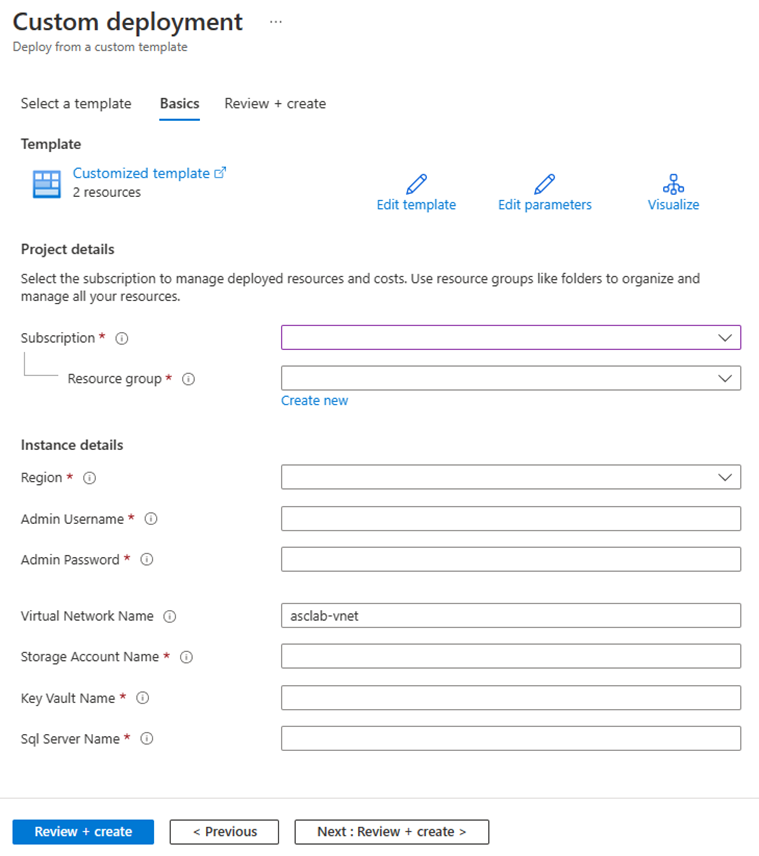 Custom deployment ...
Deploy from a custom template
Select a template Basics Review + create
Template
Customized template
2 resources
Edit template Edit parameters Visualize
Project details
Select the subscription to manage deployed resources and costs. Use resource groups like folders to organize and
manage all your resources.
Subscription *
Resource group *
Create new
Instance details
Region *
Admin Username *
Admin Password *
Virtual Network Name asclab-vnet
Storage Account Name *
Key Vault Name *
Sql Server Name *
Review + create < Previous Next : Review + create >